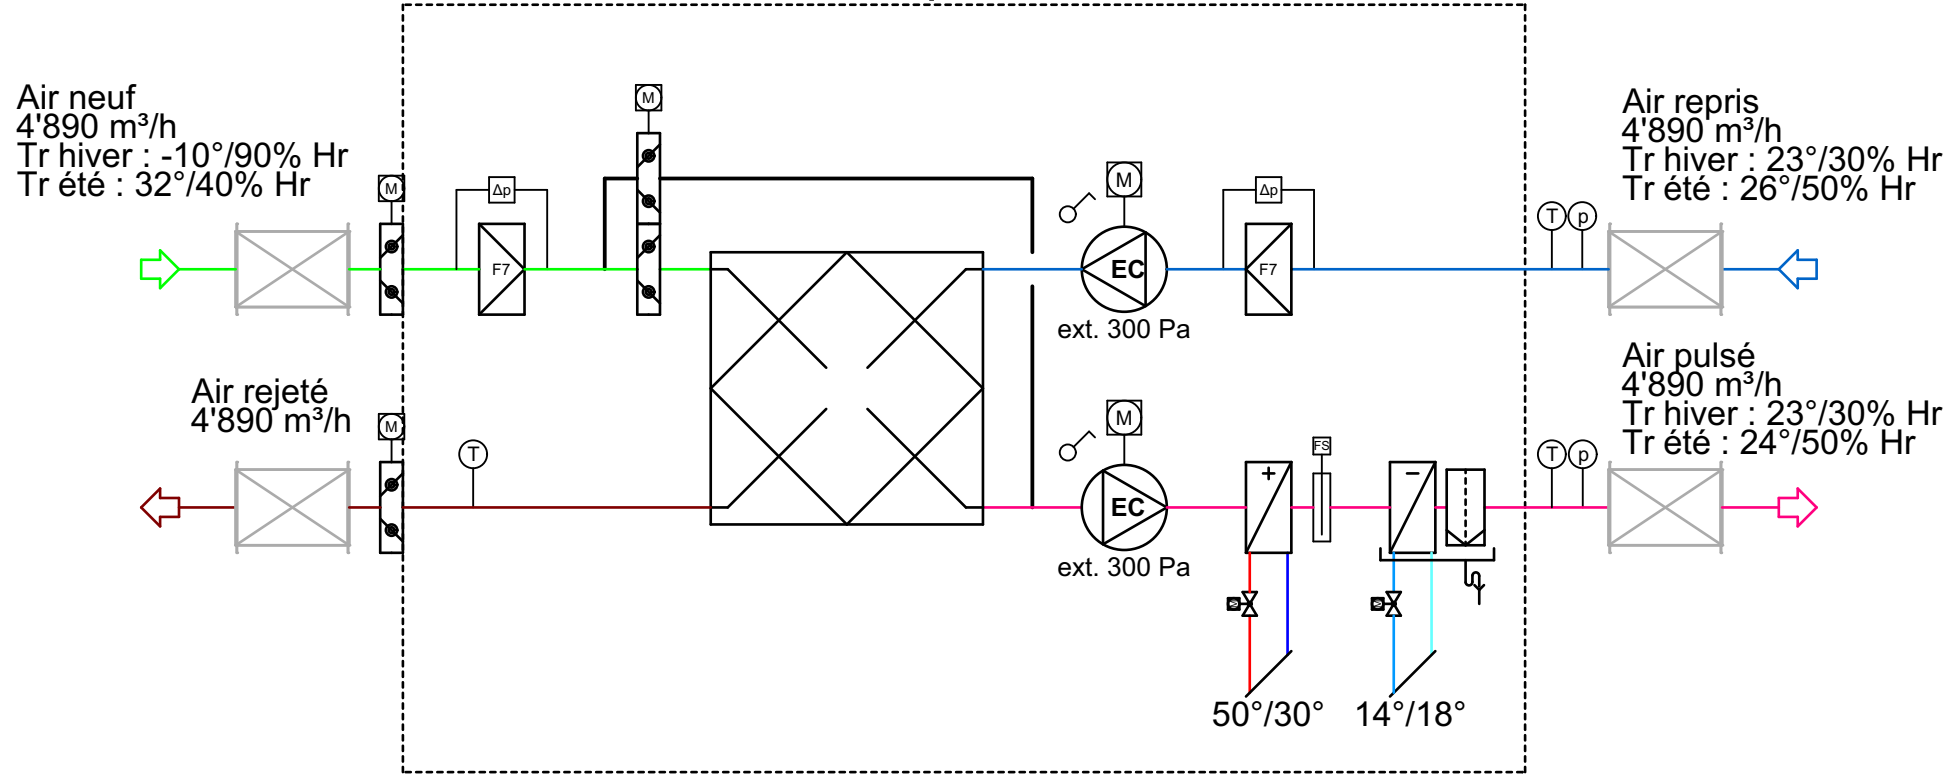 Air neuf
4'890 m³/h
Tr hiver : -10°/90% Hr
Tr été : 32°/40% Hr
M
M
Δp
F7
M
EC
ext. 300 Pa
Δp
F7
T
p
Air repris
4'890 m³/h
Tr hiver : 23°/30% Hr
Tr été : 26°/50% Hr
Air rejeté
4'890 m³/h
M
T
M
EC
ext. 300 Pa
+
FS
−
T
p
Air pulsé
4'890 m³/h
Tr hiver : 23°/30% Hr
Tr été : 24°/50% Hr
50°/30°
14°/18°